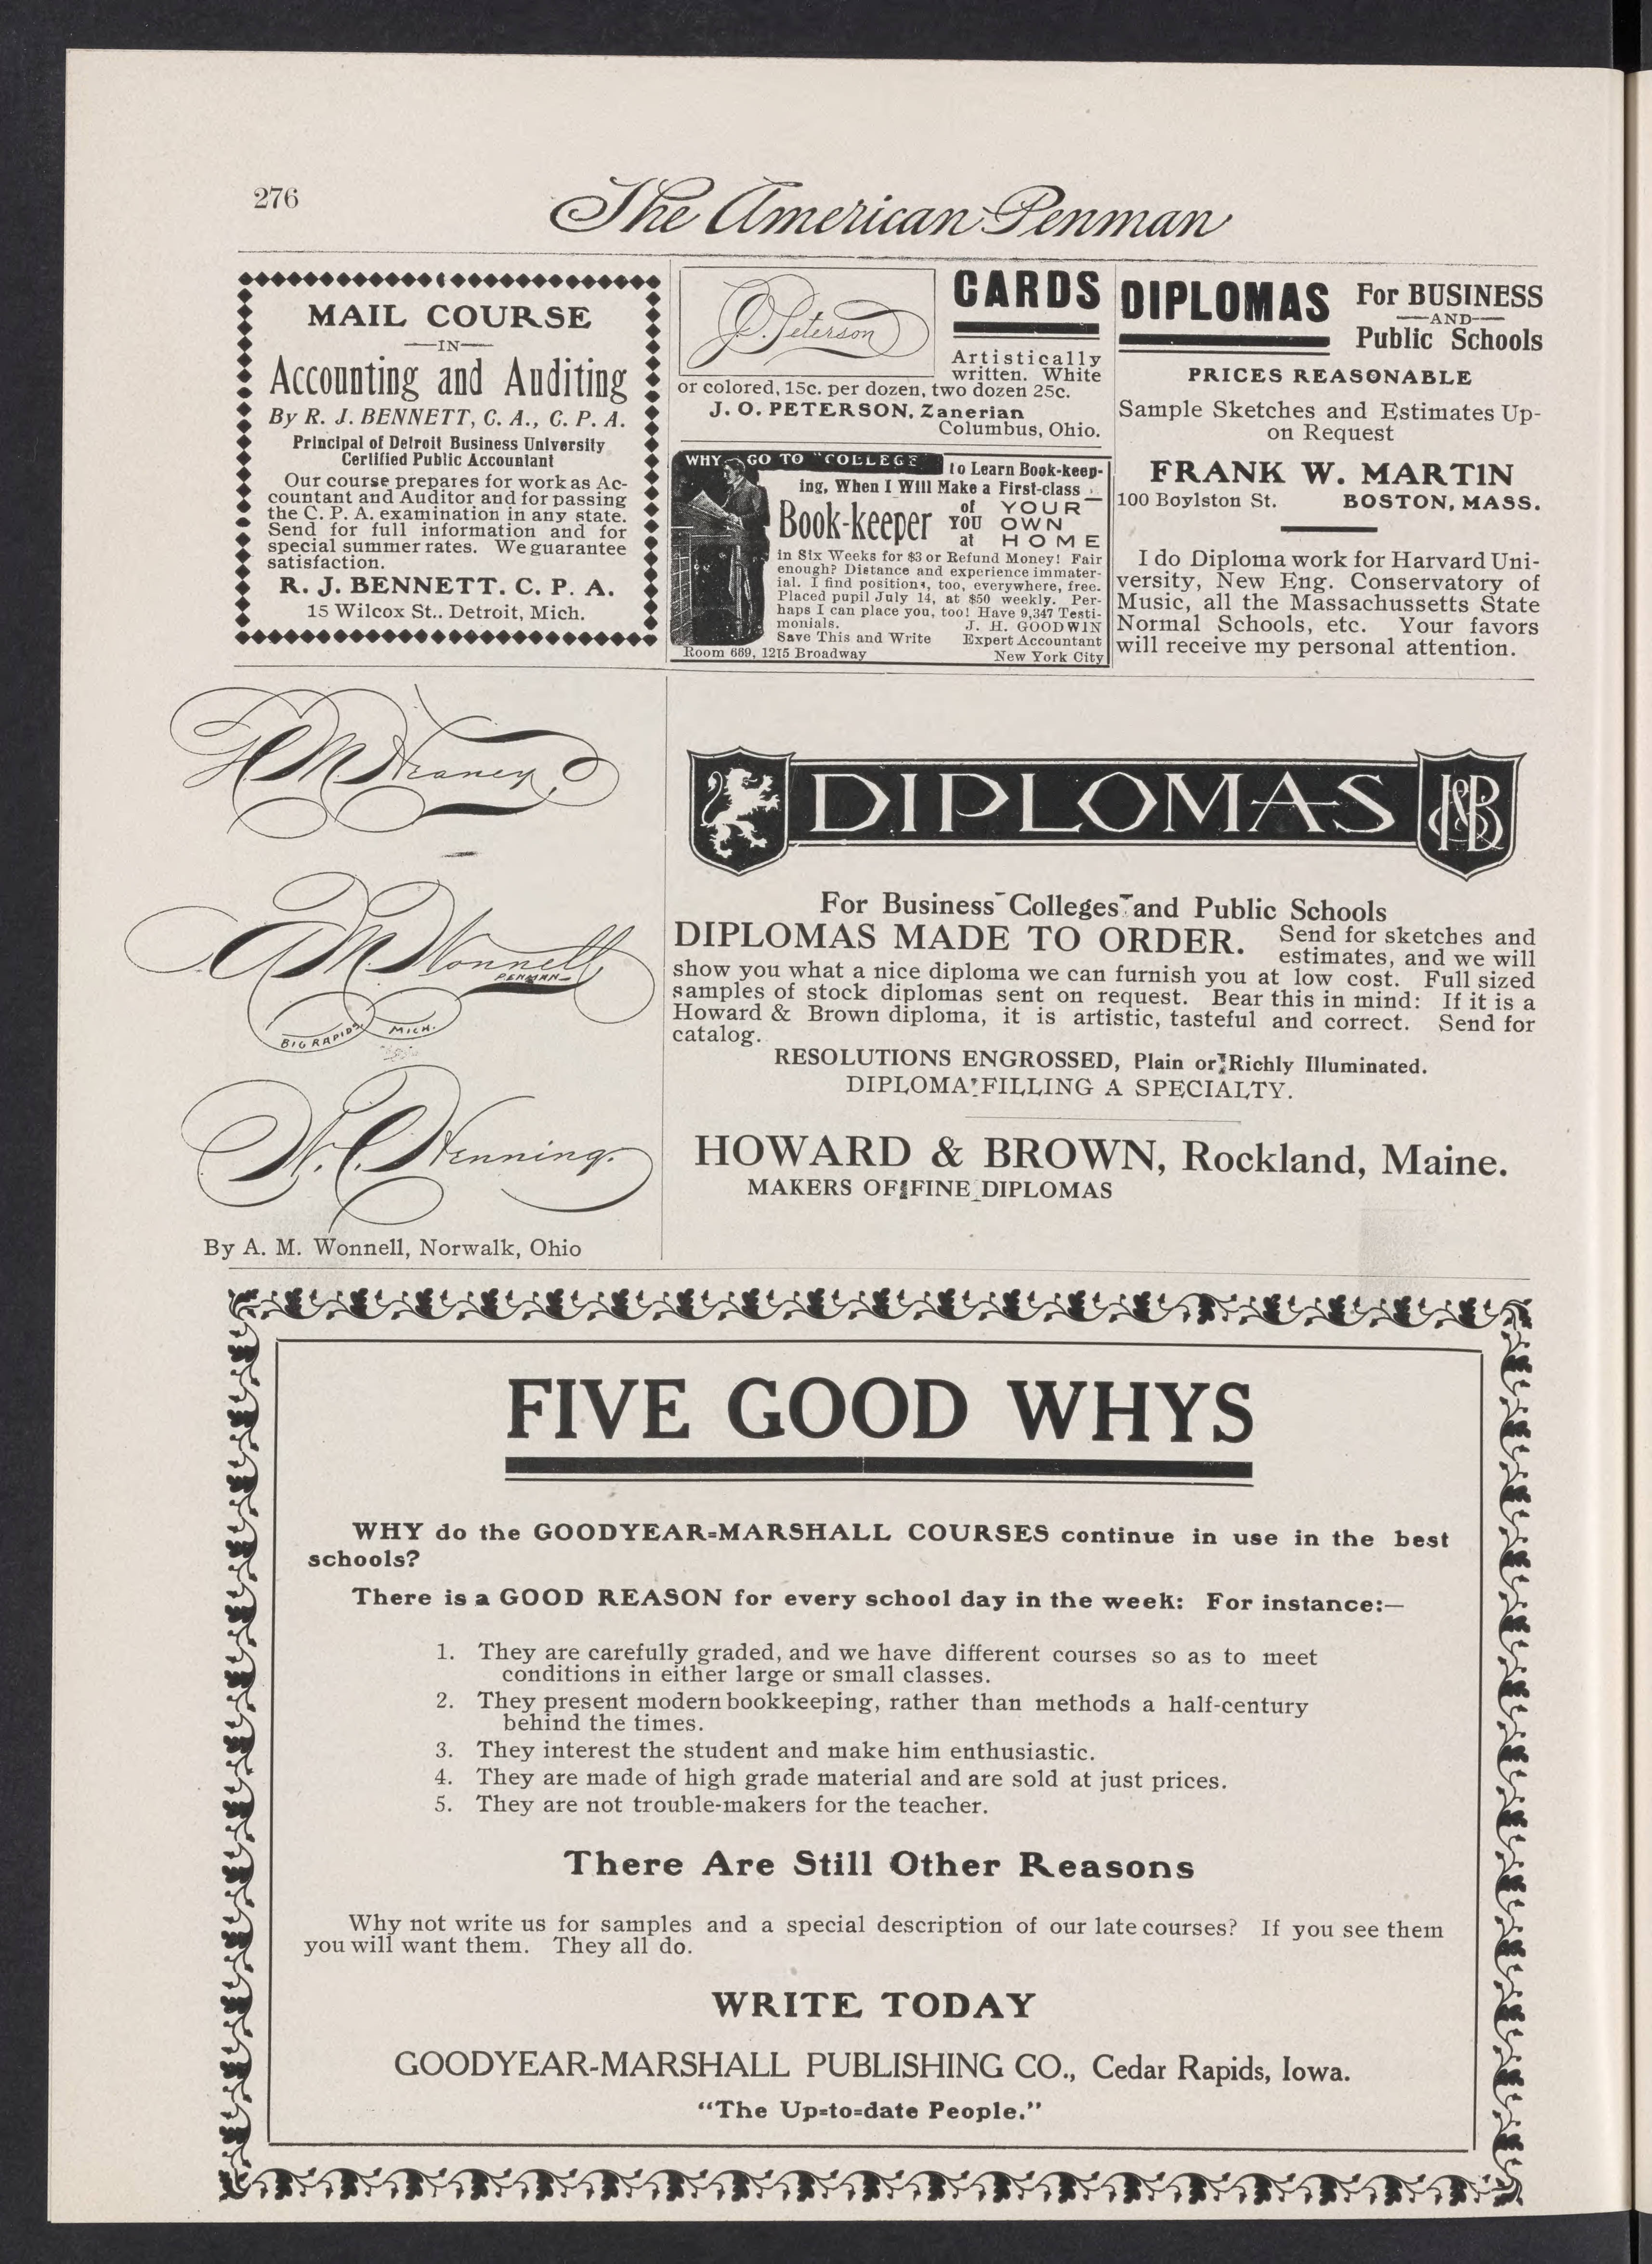 276
The American Penman
MAIL COURSE
IN
Accounting and Auditing
By R. J. BENNETT, C. A., C. P. A.
Principal of Detroit Business University
Certified Public Accountant
Our course prepares for work as Ac-
countant and Auditor and for passing
the C. P. A. examination in any state.
Send for full information and for
special summer rates. We guarantee
satisfaction.
R. J. BENNETT. C. P. A.
15 Wilcox St.. Detroit, Mich.
J. O. Peterson
CARDS
Artistically
written. White
or colored, 15c. per dozen, two dozen 25c.
J. O. PETERSON, Zanerian
Columbus, Ohio.
WHY GO TO "COLLEGE" to Learn Book-keep-
ing, When I Will Make a First-class
Book-keeper of YOU at YOUR OWN HOME
in Six Weeks for $3 or Refund Money! Fair
enough? Distance and experience immater-
ial. I find positions, too, everywhere, free.
Placed pupil July 14, at $50 weekly. Per-
haps I can place you, too! Have 9,347 Testi-
monials. J. H. GOODWIN
Save This and Write Expert Accountant
Room 669, 1215 Broadway New York City
DIPLOMAS For BUSINESS
AND
Public Schools
PRICES REASONABLE
Sample Sketches and Estimates Up-
on Request
FRANK W. MARTIN
100 Boylston St. BOSTON, MASS.
I do Diploma work for Harvard Uni-
versity, New Eng. Conservatory of
Music, all the Massachussetts State
Normal Schools, etc. Your favors
will receive my personal attention.
M. Heaney
A. M. Wonnell
PENMAN
BIG RAPIDS, MICH.
W. C. Henning.
By A. M. Wonnell, Norwalk, Ohio
DIPLOMAS H&B
For Business Colleges and Public Schools
DIPLOMAS MADE TO ORDER. Send for sketches and
estimates, and we will
show you what a nice diploma we can furnish you at low cost. Full sized
samples of stock diplomas sent on request. Bear this in mind: If it is a
Howard & Brown diploma, it is artistic, tasteful and correct. Send for
catalog.
RESOLUTIONS ENGROSSED, Plain or Richly Illuminated.
DIPLOMA FILLING A SPECIALTY.
HOWARD & BROWN, Rockland, Maine.
MAKERS OF FINE DIPLOMAS
FIVE GOOD WHYS
WHY do the GOODYEAR-MARSHALL COURSES continue in use in the best
schools?
There is a GOOD REASON for every school day in the week: For instance:—
1. They are carefully graded, and we have different courses so as to meet
conditions in either large or small classes.
2. They present modern bookkeeping, rather than methods a half-century
behind the times.
3. They interest the student and make him enthusiastic.
4. They are made of high grade material and are sold at just prices.
5. They are not trouble-makers for the teacher.
There Are Still Other Reasons
Why not write us for samples and a special description of our late courses? If you see them
you will want them. They all do.
WRITE TODAY
GOODYEAR-MARSHALL PUBLISHING CO., Cedar Rapids, Iowa.
"The Up-to-date People."